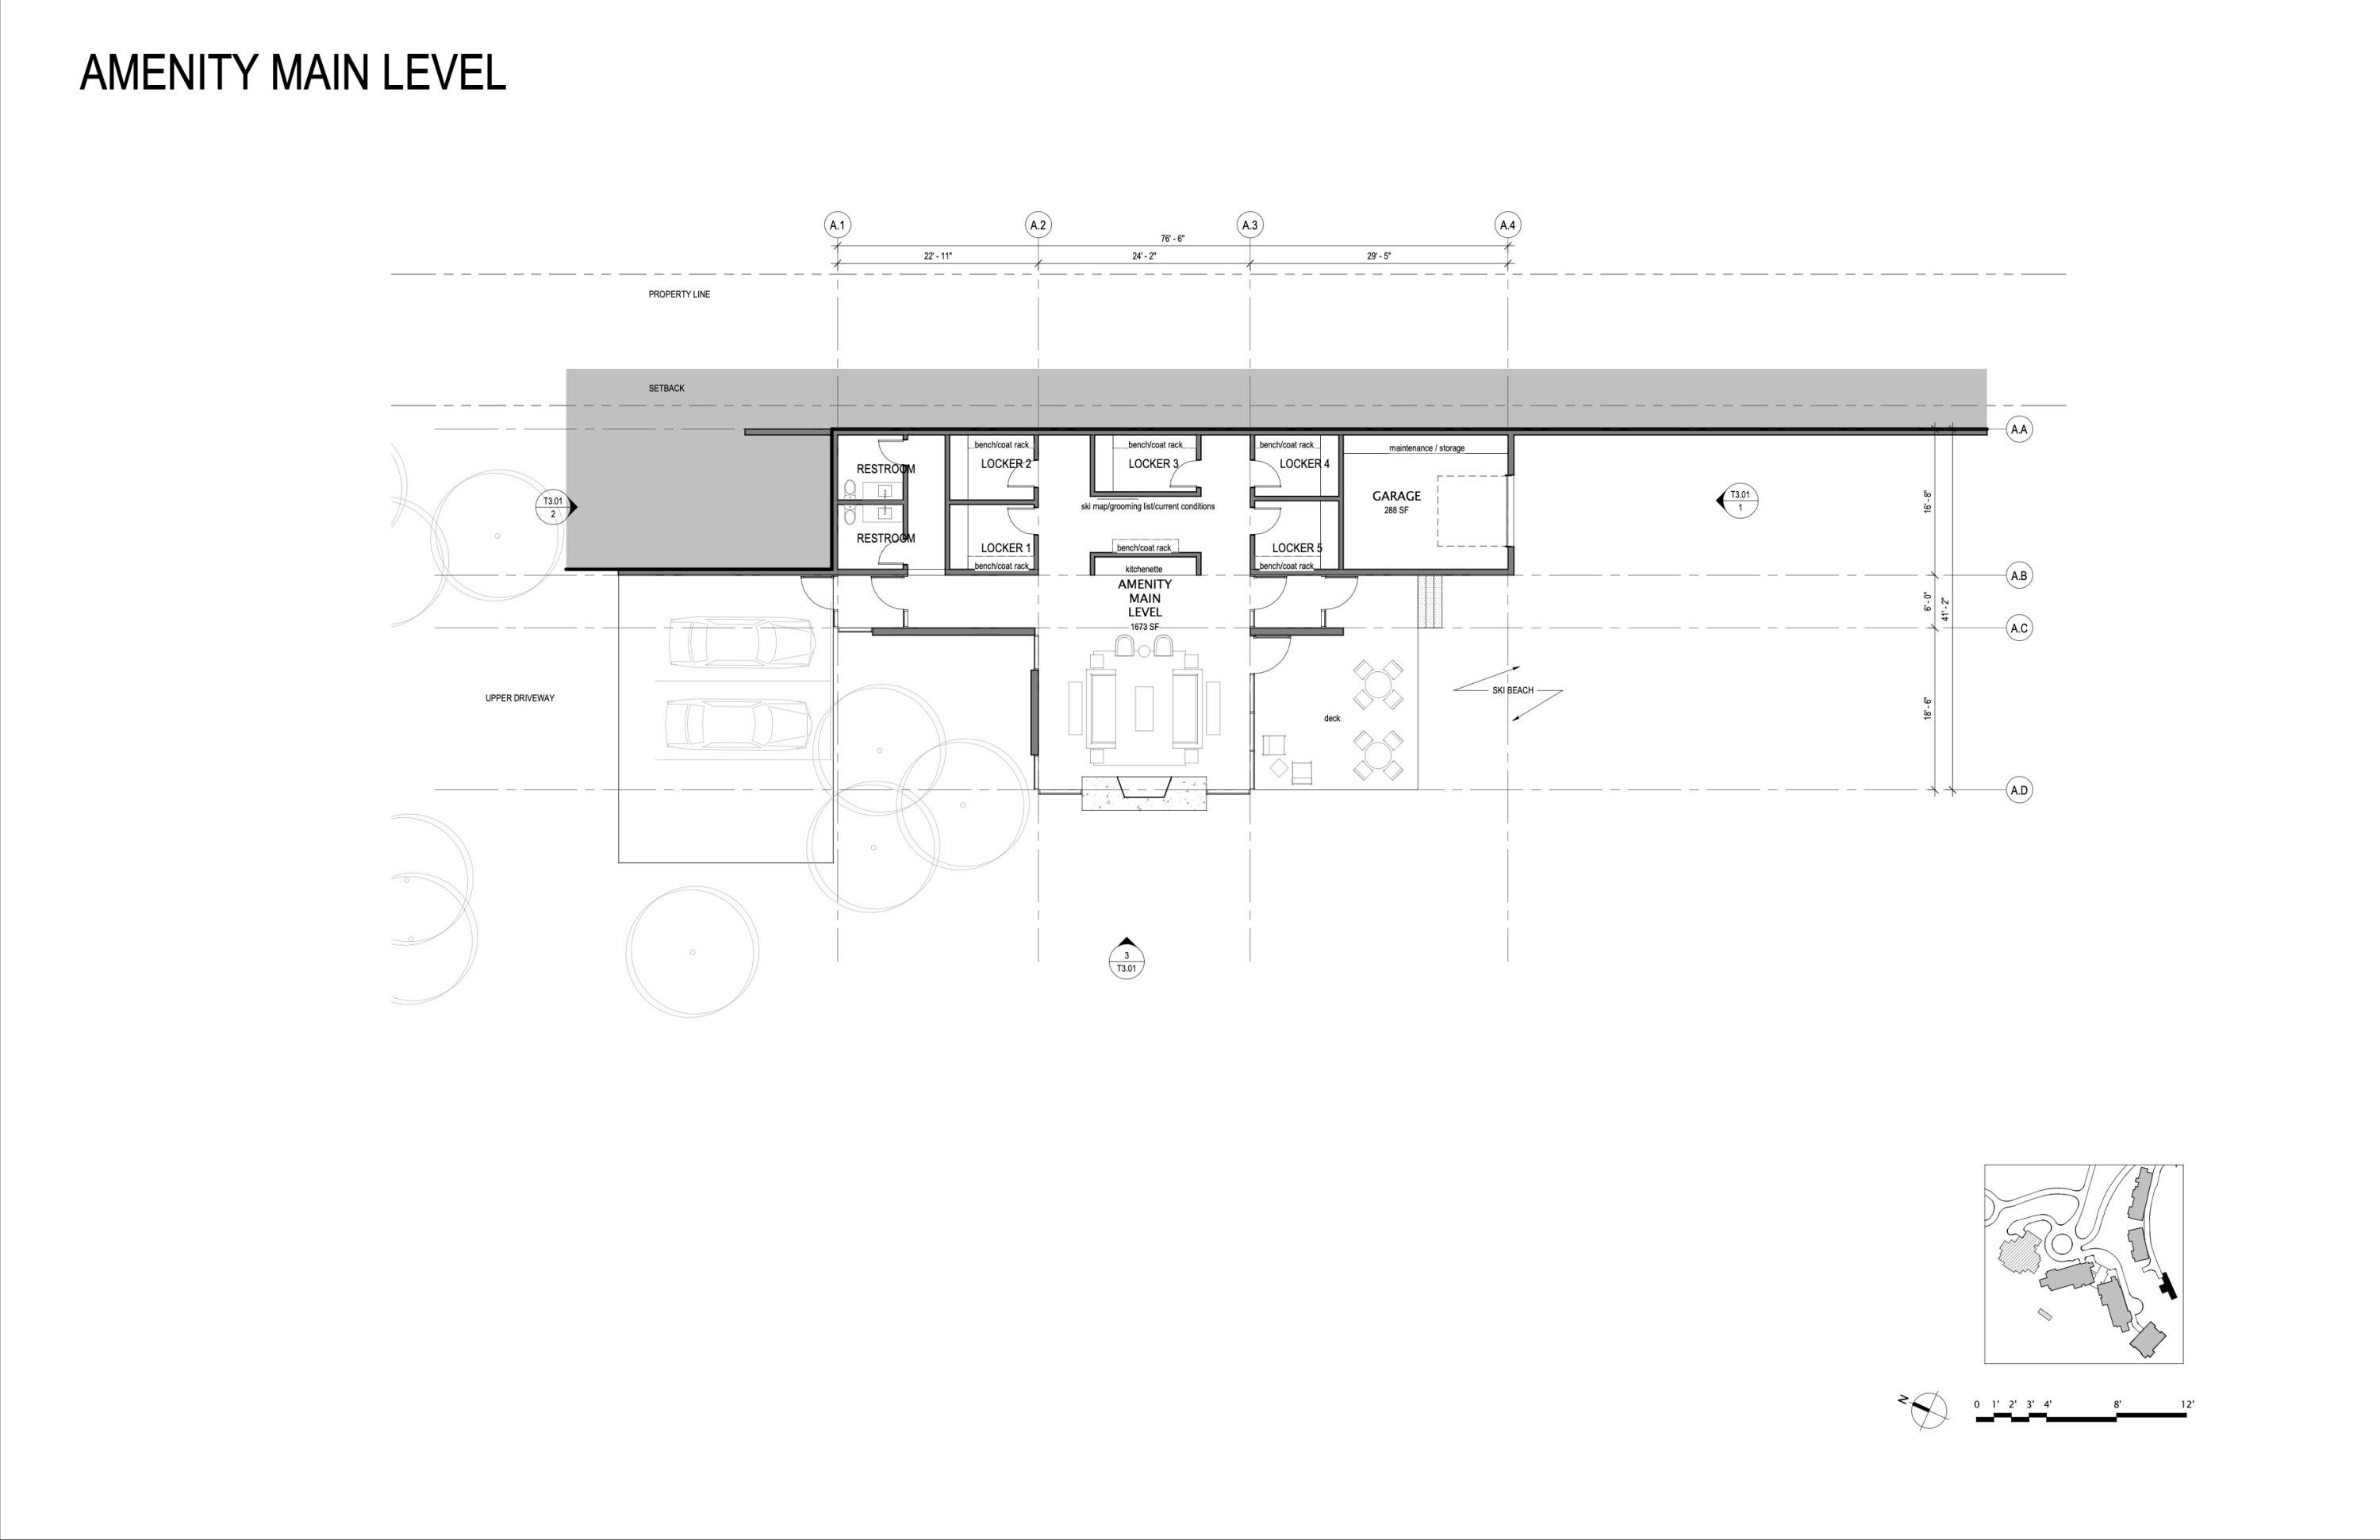 AMENITY MAIN LEVEL
A.1
A.2
A.3
A.4
76' - 6"
22' - 11"
24' - 2"
29' - 5"
PROPERTY LINE
SETBACK
A.A
bench/coat rack
bench/coat rack
bench/coat rack
maintenance / storage
RESTROOM
LOCKER 2
LOCKER 3
LOCKER 4
GARAGE
288 SF
T3.01
2
T3.01
1
16' - 8"
ski map/grooming list/current conditions
RESTROOM
LOCKER 1
bench/coat rack
LOCKER 5
bench/coat rack
kitchenette
bench/coat rack
A.B
AMENITY
MAIN
LEVEL
1673 SF
6' - 0"
41' - 2"
A.C
UPPER DRIVEWAY
SKI BEACH
deck
18' - 6"
A.D
3
T3.01
N
0 1' 2' 3' 4' 8' 12'